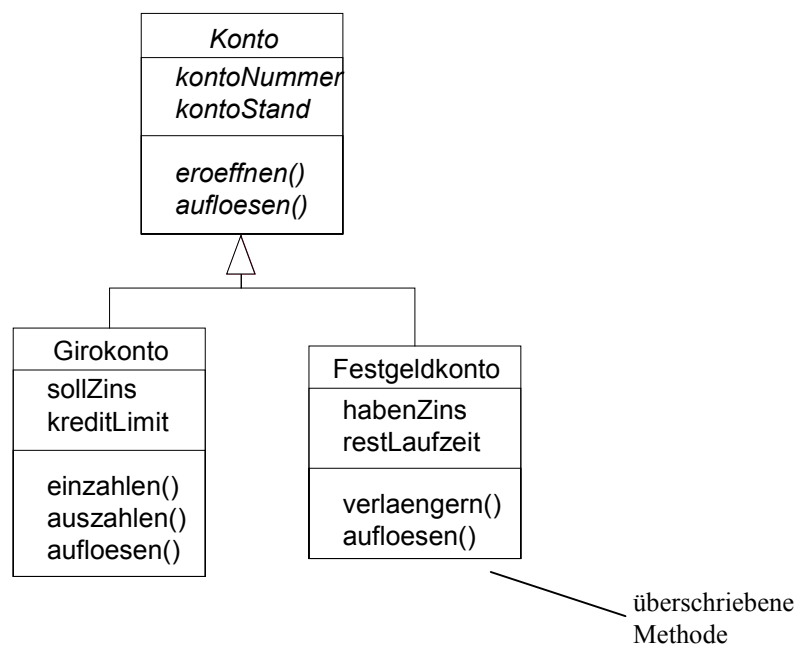 Konto
kontoNummer
kontoStand
eroeffnen()
aufloesen()
Girokonto
sollZins
kreditLimit
einzahlen()
auszahlen()
aufloesen()
Festgeldkonto
habenZins
restLaufzeit
verlaengern()
aufloesen()
überschriebene
Methode